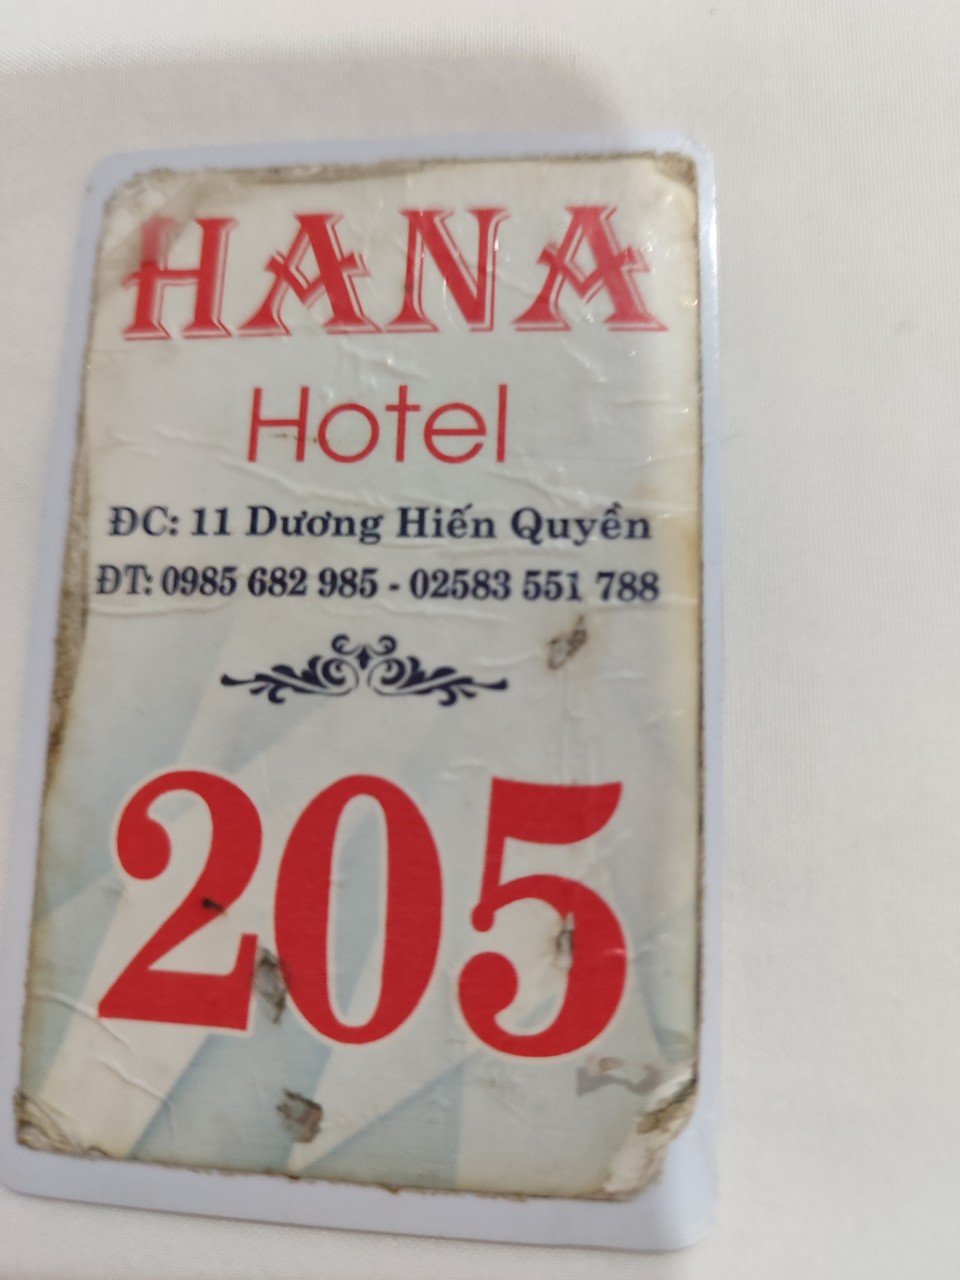 HANA
Hotel
ĐC: 11 Dương Hiến Quyền
ĐT: 0985 682 985 - 02583 551 788
205